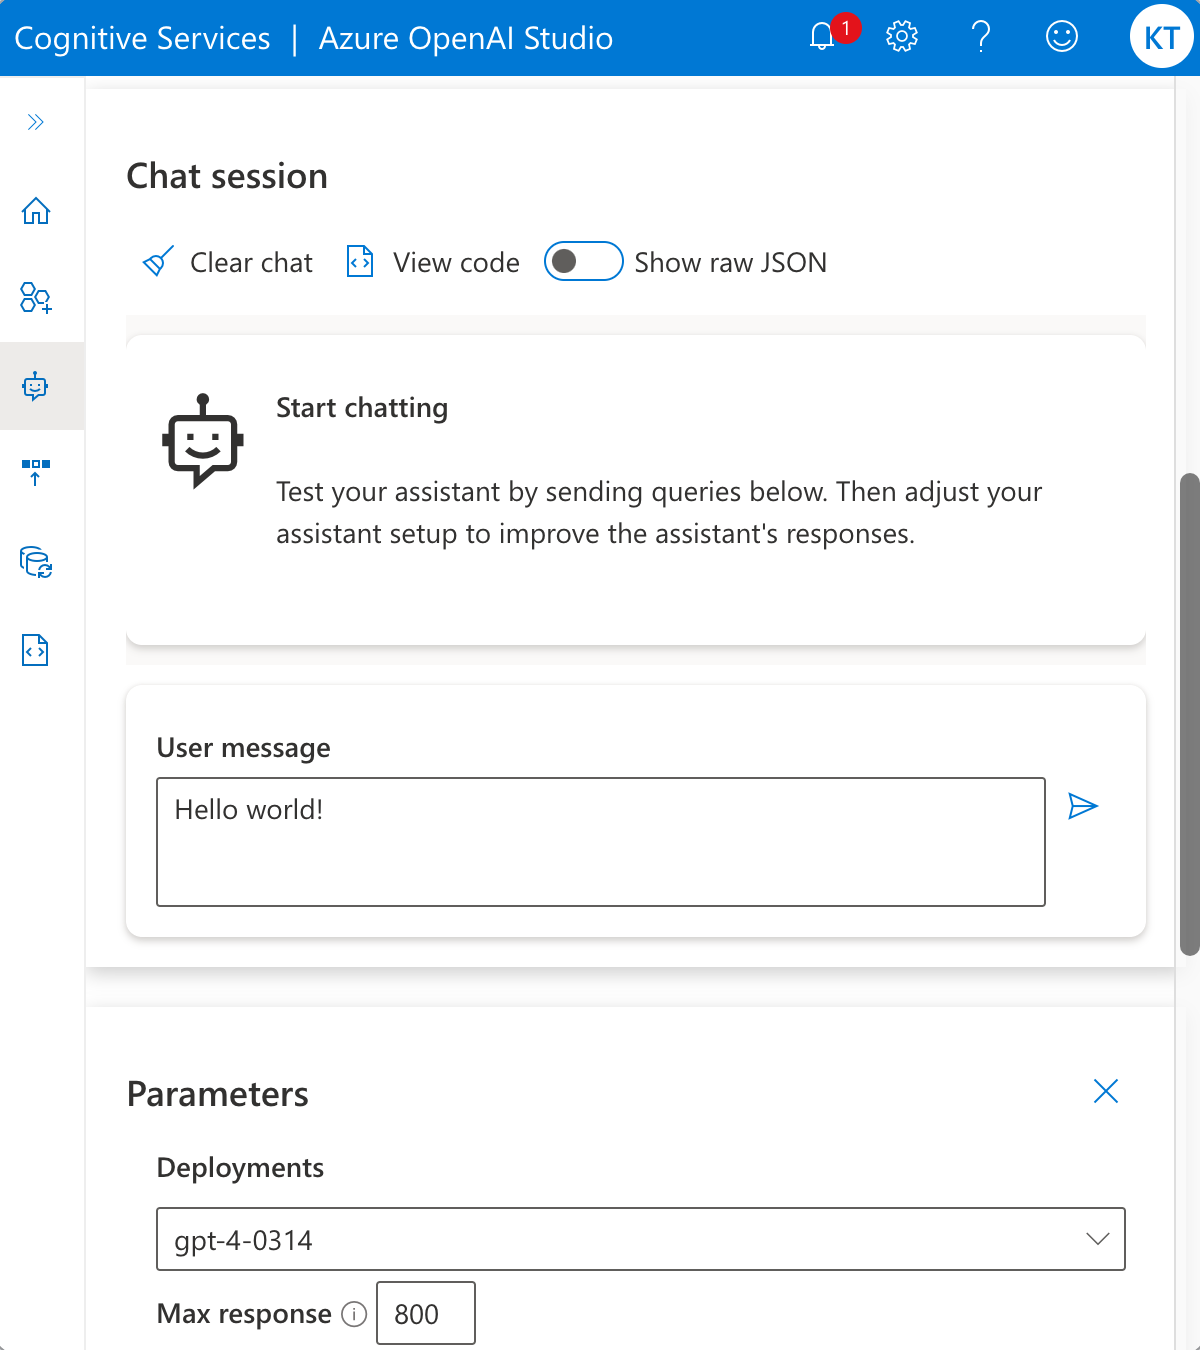 Cognitive Services | Azure OpenAI Studio
1
KT
Chat session
Clear chat View code Show raw JSON
Start chatting
Test your assistant by sending queries below. Then adjust your
assistant setup to improve the assistant's responses.
User message
Hello world!
Parameters
Deployments
gpt-4-0314
Max response 800